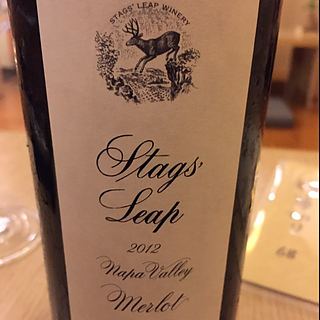 STAGS' LEAP WINERY
Stags'
Leap
2012
Napa Valley
Merlot